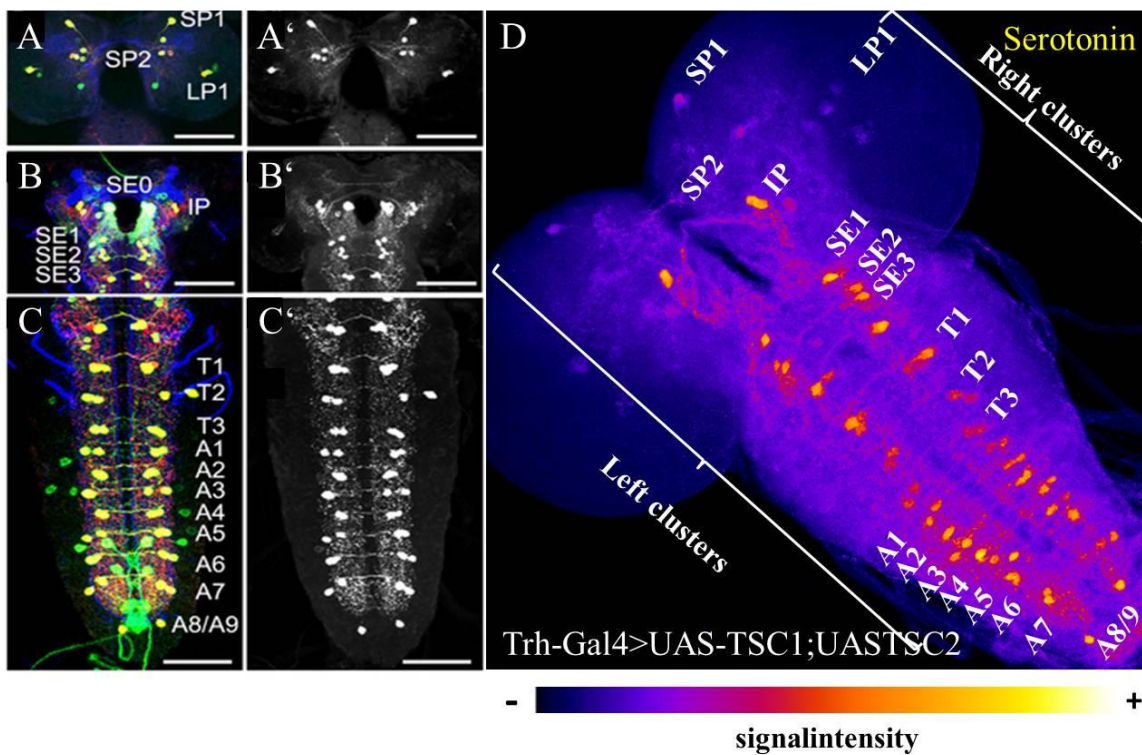 A
SP1
SP2
LP1
A'
B
SE0
IP
SE1
SE2
SE3
B'
C
T1
T2
T3
A1
A2
A3
A4
A5
A6
A7
A8/A9
C'
D
Serotonin
SP1
LP1
Right clusters
SP2
IP
SE1
SE2
SE3
T1
T2
T3
Left clusters
A1
A2
A3
A4
A5
A6
A7
A8/9
Trh-Gal4>UAS-TSC1;UASTSC2
- +
signalintensity